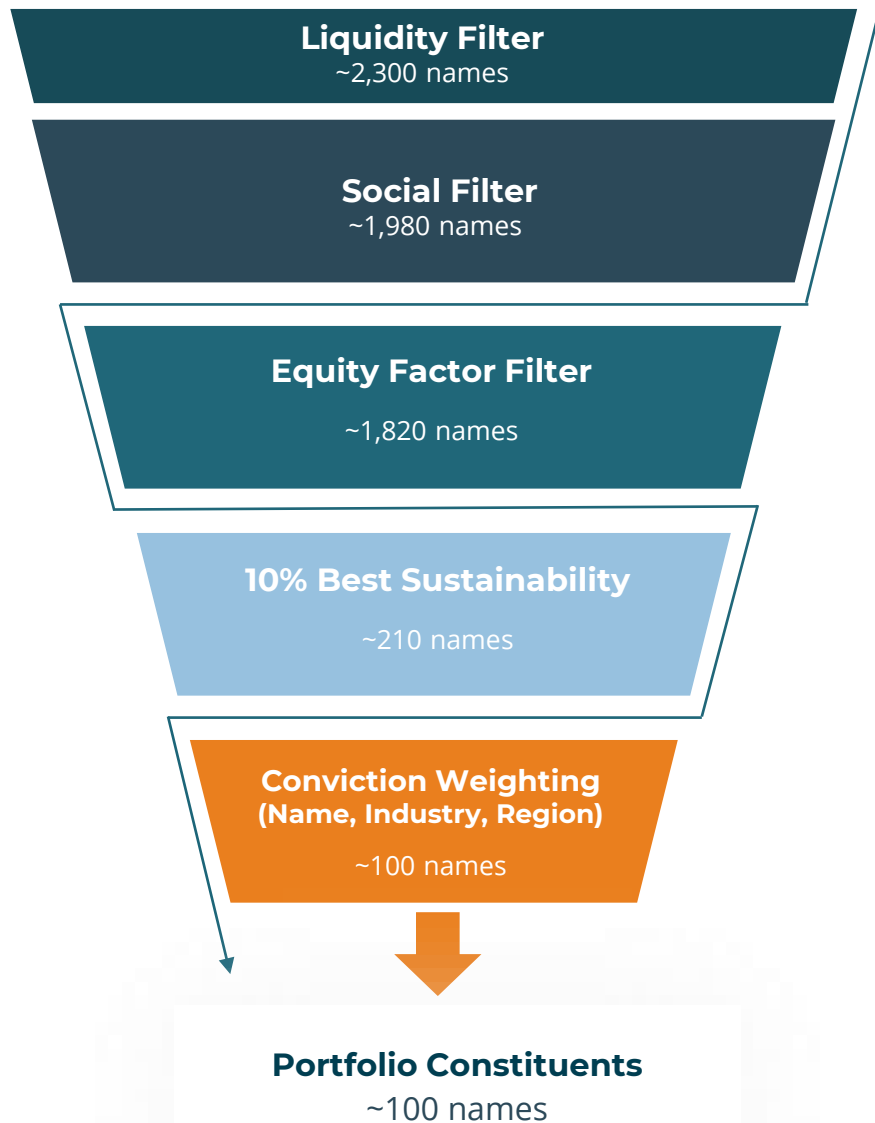 Liquidity Filter
~2,300 names
Social Filter
~1,980 names
Equity Factor Filter
~1,820 names
10% Best Sustainability
~210 names
Conviction Weighting
(Name, Industry, Region)
~100 names
Portfolio Constituents
~100 names